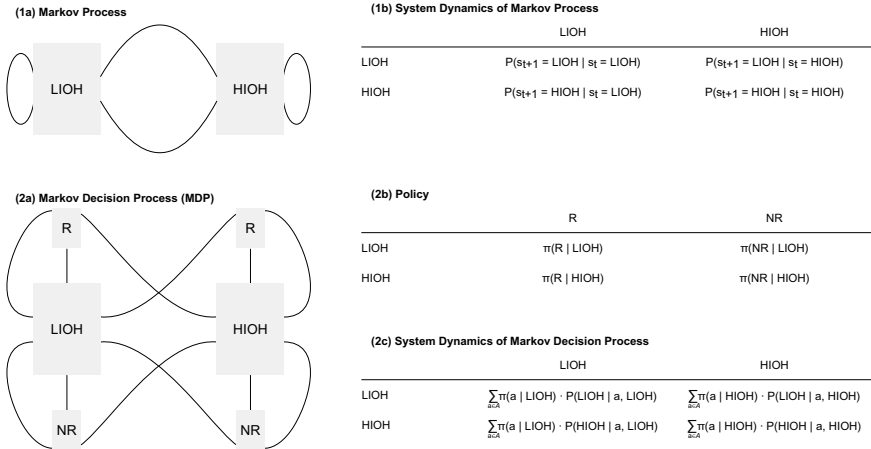 (1a) Markov Process
LIOH HIOH
(1b) System Dynamics of Markov Process
LIOH HIOH
LIOH P(st+1 = LIOH | st = LIOH) P(st+1 = LIOH | st = HIOH)
HIOH P(st+1 = HIOH | st = LIOH) P(st+1 = HIOH | st = HIOH)
(2a) Markov Decision Process (MDP)
R R
LIOH HIOH
NR NR
(2b) Policy
R NR
LIOH π(R | LIOH) π(NR | LIOH)
HIOH π(R | HIOH) π(NR | HIOH)
(2c) System Dynamics of Markov Decision Process
LIOH HIOH
LIOH ∑a∈A π(a | LIOH) · P(LIOH | a, LIOH) ∑a∈A π(a | HIOH) · P(LIOH | a, HIOH)
HIOH ∑a∈A π(a | LIOH) · P(HIOH | a, LIOH) ∑a∈A π(a | HIOH) · P(HIOH | a, HIOH)